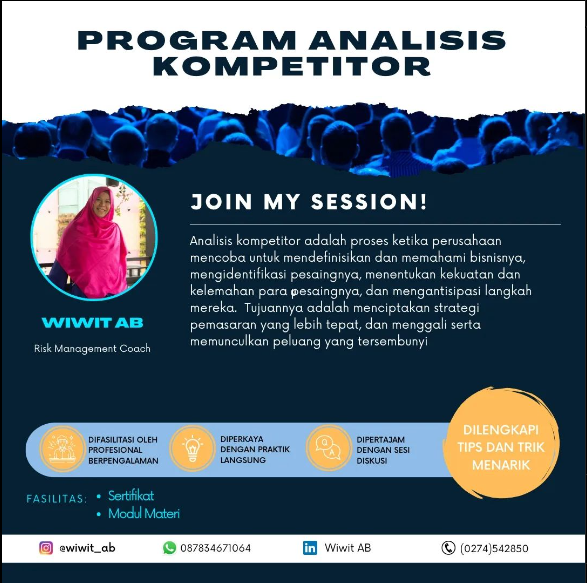 PROGRAM ANALISIS
KOMPETITOR
JOIN MY SESSION!
Analisis kompetitor adalah proses ketika perusahaan
mencoba untuk mendefinisikan dan memahami bisnisnya,
mengidentifikasi pesaingnya, menentukan kekuatan dan
kelemahan para pesaingnya, dan mengantisipasi langkah
mereka. Tujuannya adalah menciptakan strategi
pemasaran yang lebih tepat, dan menggali serta
memunculkan peluang yang tersembunyi
WIWIT AB
Risk Management Coach
DIFASILITASI OLEH
PROFESIONAL
BERPENGALAMAN
DIPERKAYA
DENGAN PRAKTIK
LANGSUNG
DIPERTAJAM
DENGAN SESI
DISKUSI
DILENGKAPI
TIPS DAN TRIK
MENARIK
FASILITAS: • Sertifikat
• Modul Materi
@wiwit_ab 087834671064 Wiwit AB (0274)542850